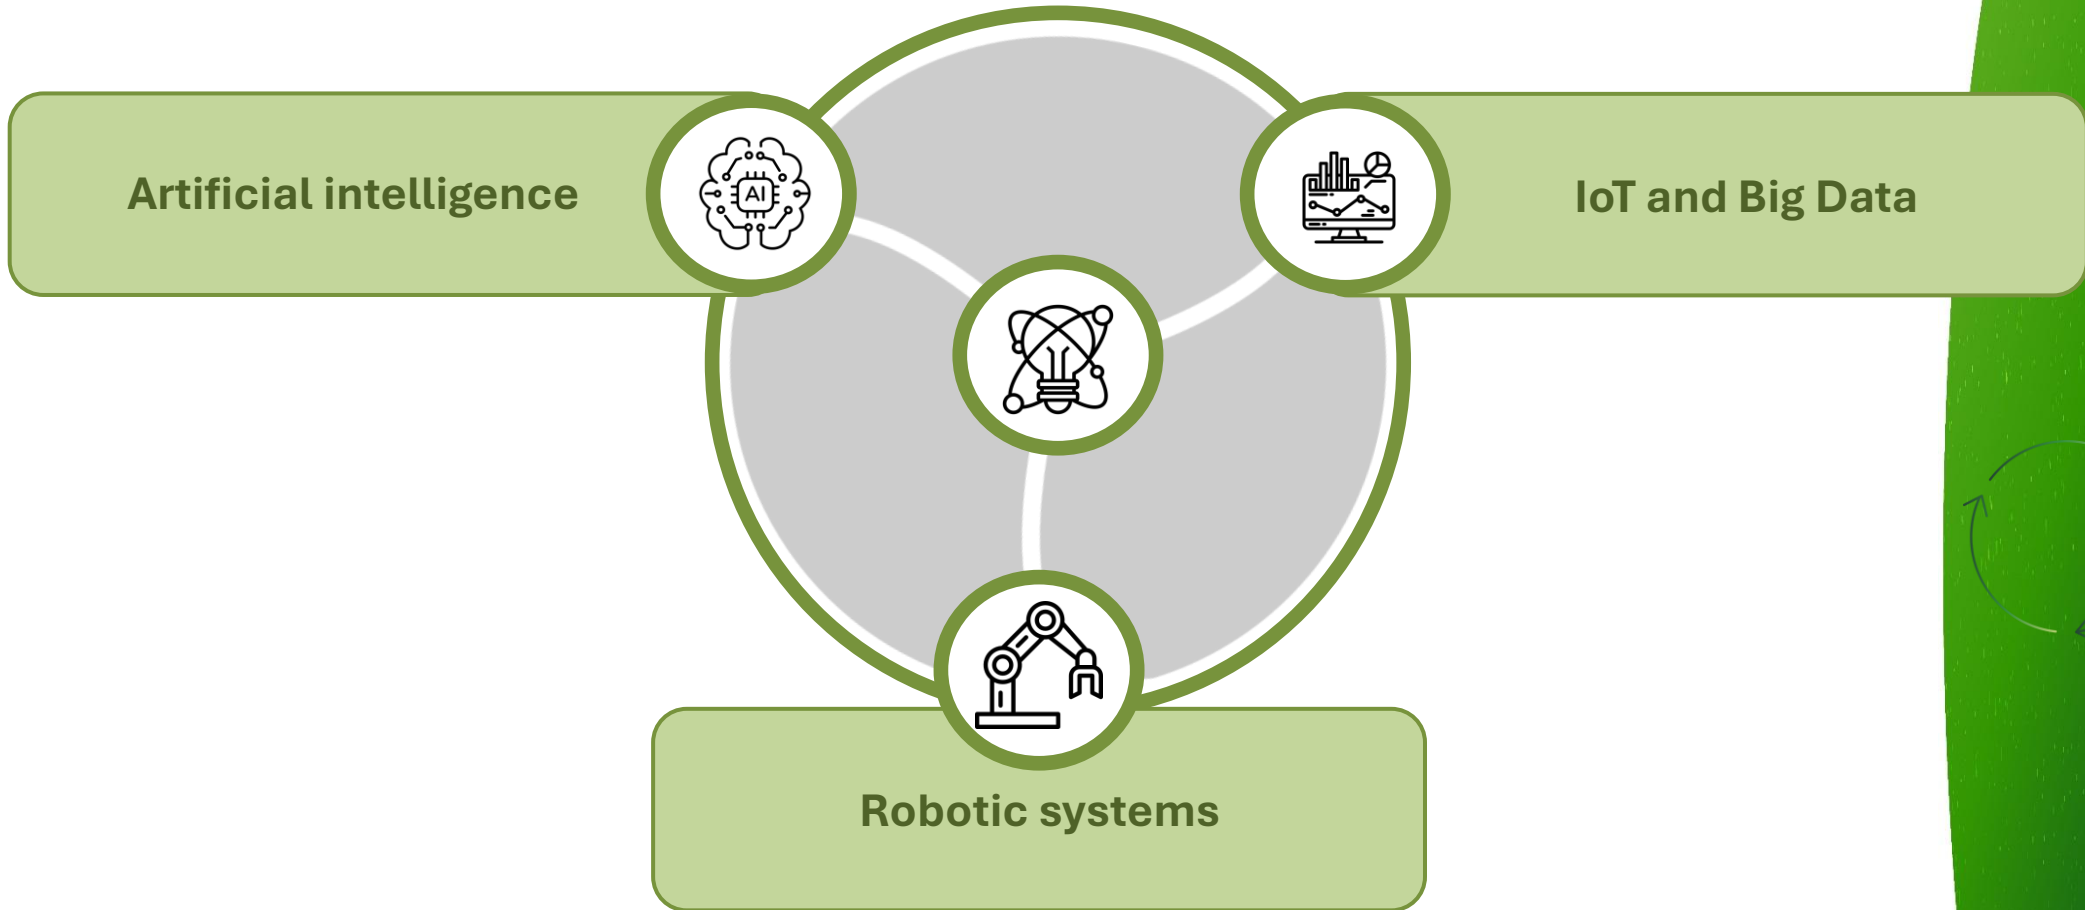 Artificial intelligence
AI
IoT and Big Data
Robotic systems